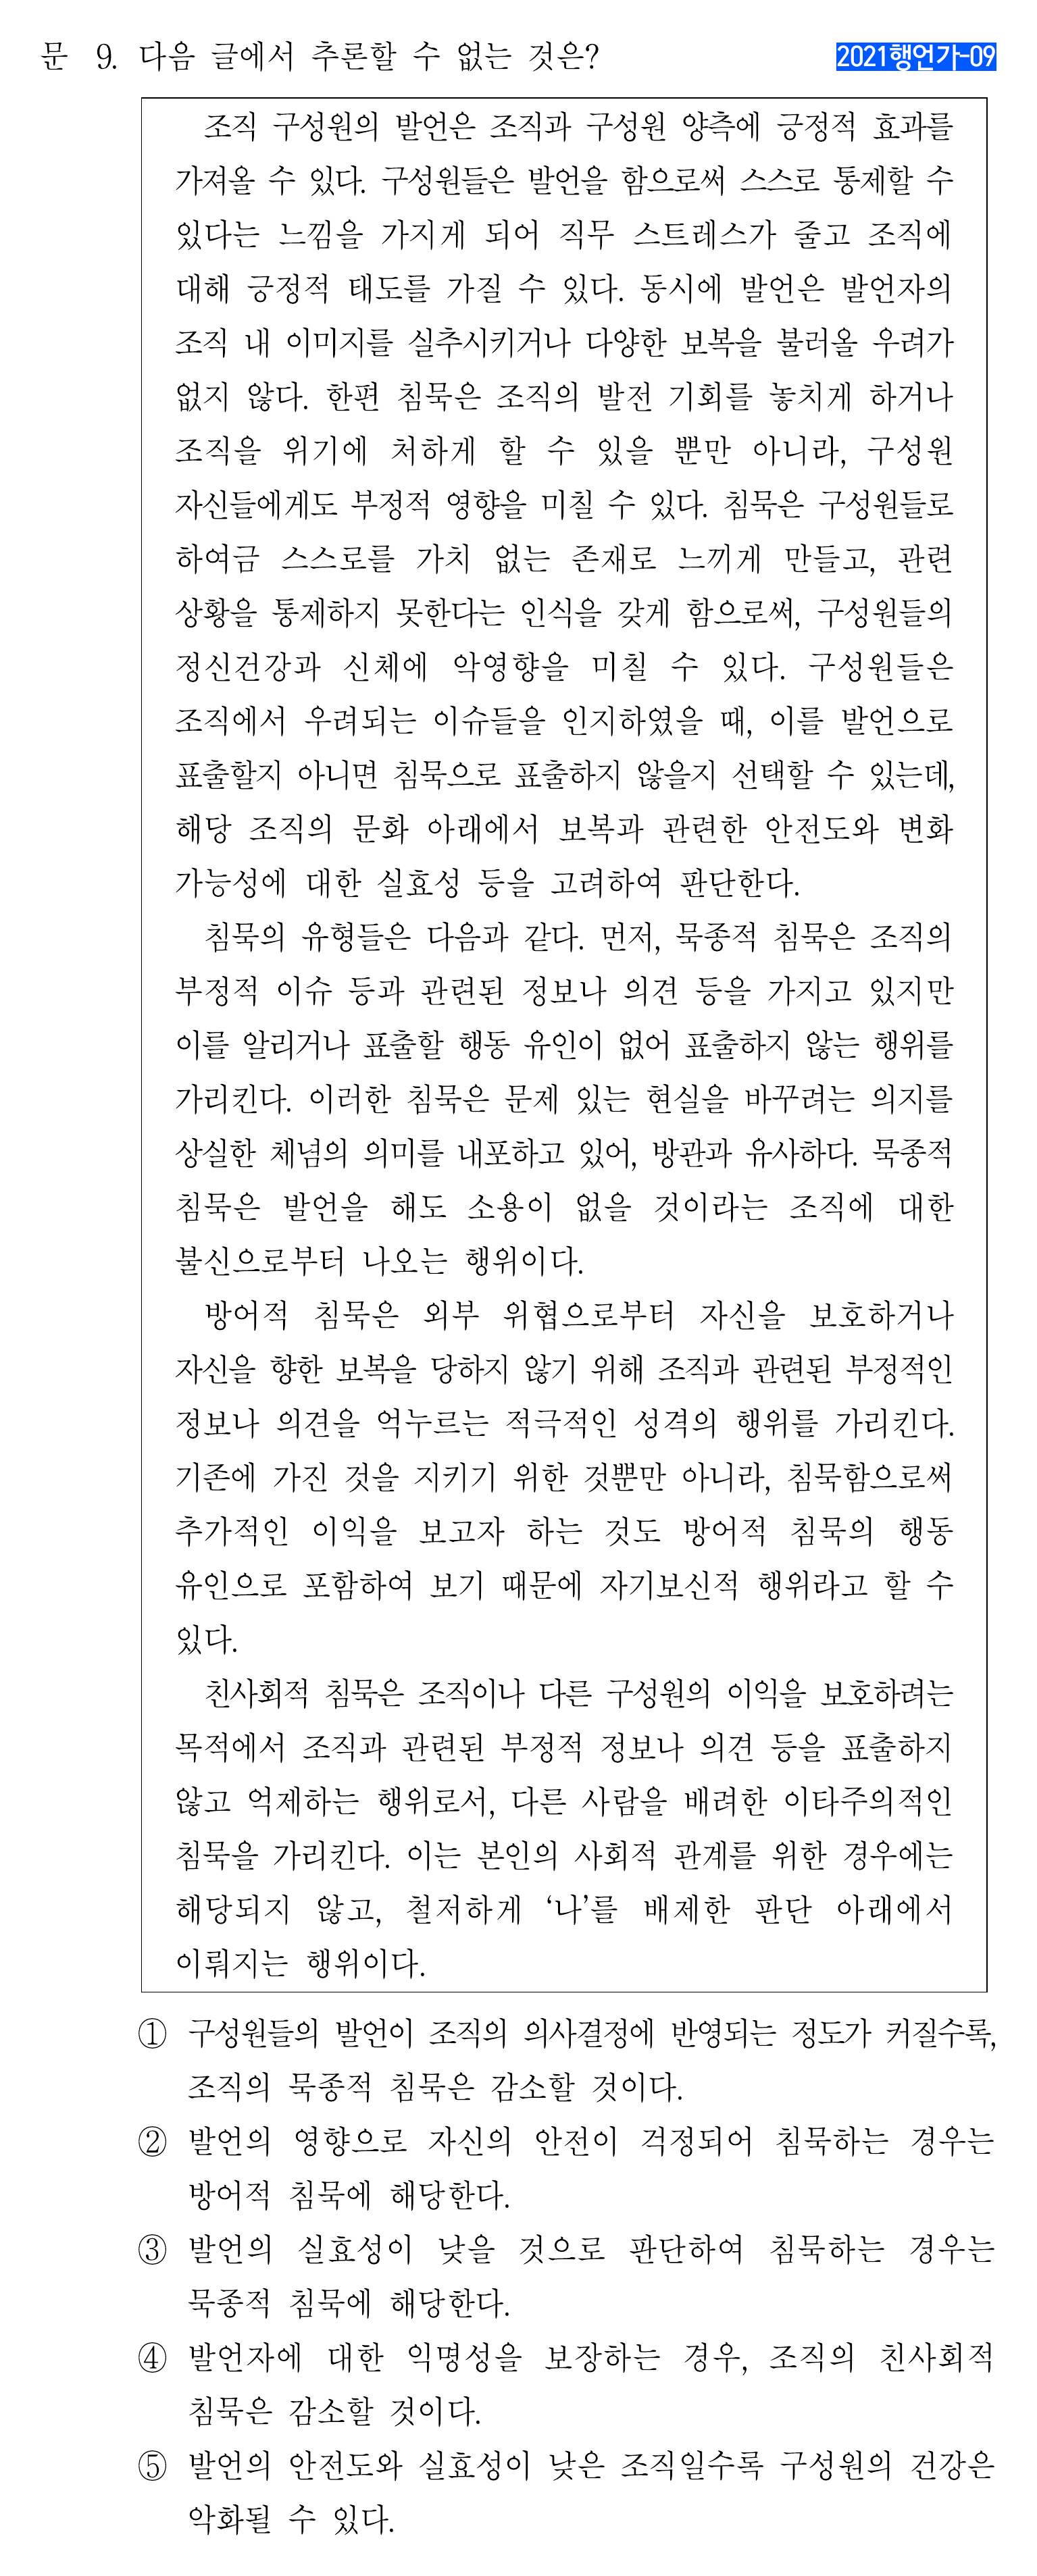 문 9. 다음 글에서 추론할 수 없는 것은? 2021행언가-09
조직 구성원의 발언은 조직과 구성원 양측에 긍정적 효과를
가져올 수 있다. 구성원들은 발언을 함으로써 스스로 통제할 수
있다는 느낌을 가지게 되어 직무 스트레스가 줄고 조직에
대해 긍정적 태도를 가질 수 있다. 동시에 발언은 발언자의
조직 내 이미지를 실추시키거나 다양한 보복을 불러올 우려가
없지 않다. 한편 침묵은 조직의 발전 기회를 놓치게 하거나
조직을 위기에 처하게 할 수 있을 뿐만 아니라, 구성원
자신들에게도 부정적 영향을 미칠 수 있다. 침묵은 구성원들로
하여금 스스로를 가치 없는 존재로 느끼게 만들고, 관련
상황을 통제하지 못한다는 인식을 갖게 함으로써, 구성원들의
정신건강과 신체에 악영향을 미칠 수 있다. 구성원들은
조직에서 우려되는 이슈들을 인지하였을 때, 이를 발언으로
표출할지 아니면 침묵으로 표출하지 않을지 선택할 수 있는데,
해당 조직의 문화 아래에서 보복과 관련한 안전도와 변화
가능성에 대한 실효성 등을 고려하여 판단한다.
침묵의 유형들은 다음과 같다. 먼저, 묵종적 침묵은 조직의
부정적 이슈 등과 관련된 정보나 의견 등을 가지고 있지만
이를 알리거나 표출할 행동 유인이 없어 표출하지 않는 행위를
가리킨다. 이러한 침묵은 문제 있는 현실을 바꾸려는 의지를
상실한 체념의 의미를 내포하고 있어, 방관과 유사하다. 묵종적
침묵은 발언을 해도 소용이 없을 것이라는 조직에 대한
불신으로부터 나오는 행위이다.
방어적 침묵은 외부 위협으로부터 자신을 보호하거나
자신을 향한 보복을 당하지 않기 위해 조직과 관련된 부정적인
정보나 의견을 억누르는 적극적인 성격의 행위를 가리킨다.
기존에 가진 것을 지키기 위한 것뿐만 아니라, 침묵함으로써
추가적인 이익을 보고자 하는 것도 방어적 침묵의 행동
유인으로 포함하여 보기 때문에 자기보신적 행위라고 할 수
있다.
친사회적 침묵은 조직이나 다른 구성원의 이익을 보호하려는
목적에서 조직과 관련된 부정적 정보나 의견 등을 표출하지
않고 억제하는 행위로서, 다른 사람을 배려한 이타주의적인
침묵을 가리킨다. 이는 본인의 사회적 관계를 위한 경우에는
해당되지 않고, 철저하게 ‘나’를 배제한 판단 아래에서
이뤄지는 행위이다.
① 구성원들의 발언이 조직의 의사결정에 반영되는 정도가 커질수록,
조직의 묵종적 침묵은 감소할 것이다.
② 발언의 영향으로 자신의 안전이 걱정되어 침묵하는 경우는
방어적 침묵에 해당한다.
③ 발언의 실효성이 낮을 것으로 판단하여 침묵하는 경우는
묵종적 침묵에 해당한다.
④ 발언자에 대한 익명성을 보장하는 경우, 조직의 친사회적
침묵은 감소할 것이다.
⑤ 발언의 안전도와 실효성이 낮은 조직일수록 구성원의 건강은
악화될 수 있다.